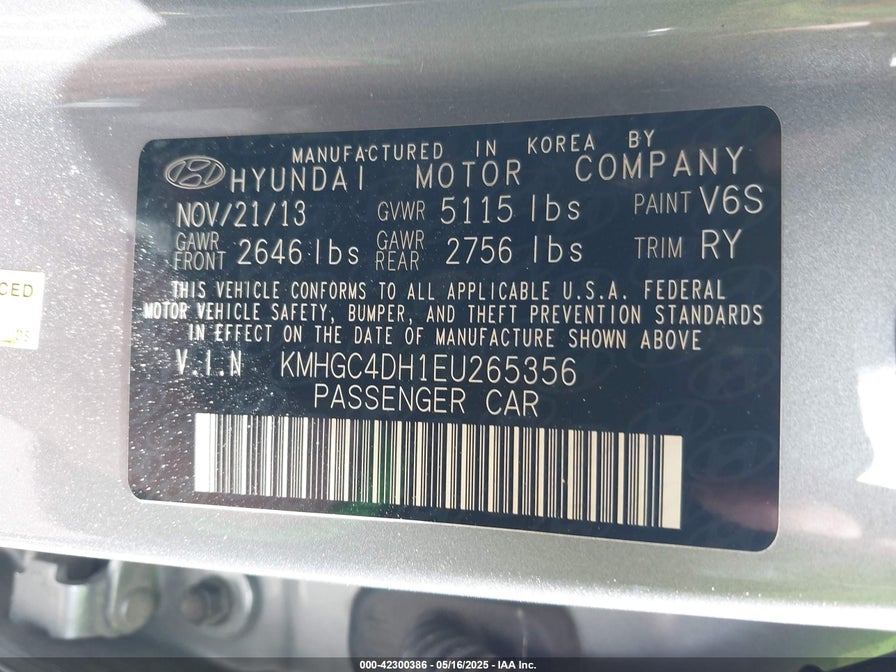 MANUFACTURED IN KOREA BY
HYUNDAI MOTOR COMPANY
NOV/21/13 GVWR 5115 lbs PAINT V6S
GAWR FRONT 2646 lbs GAWR REAR 2756 lbs TRIM RY
THIS VEHICLE CONFORMS TO ALL APPLICABLE U.S.A. FEDERAL
MOTOR VEHICLE SAFETY, BUMPER, AND THEFT PREVENTION STANDARDS
IN EFFECT ON THE DATE OF MANUFACTURE SHOWN ABOVE
V.I.N KMHGC4DH1EU265356
PASSENGER CAR
000-42300386 - 05/16/2025 - IAA Inc.